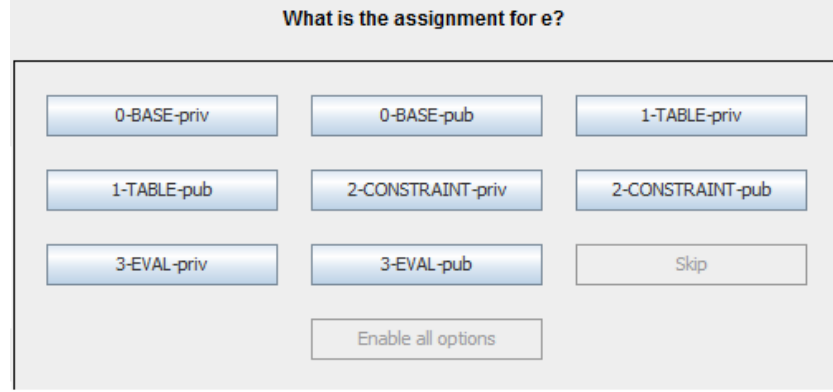 What is the assignment for e?
0-BASE-priv
0-BASE-pub
1-TABLE-priv
1-TABLE-pub
2-CONSTRAINT-priv
2-CONSTRAINT-pub
3-EVAL-priv
3-EVAL-pub
Skip
Enable all options